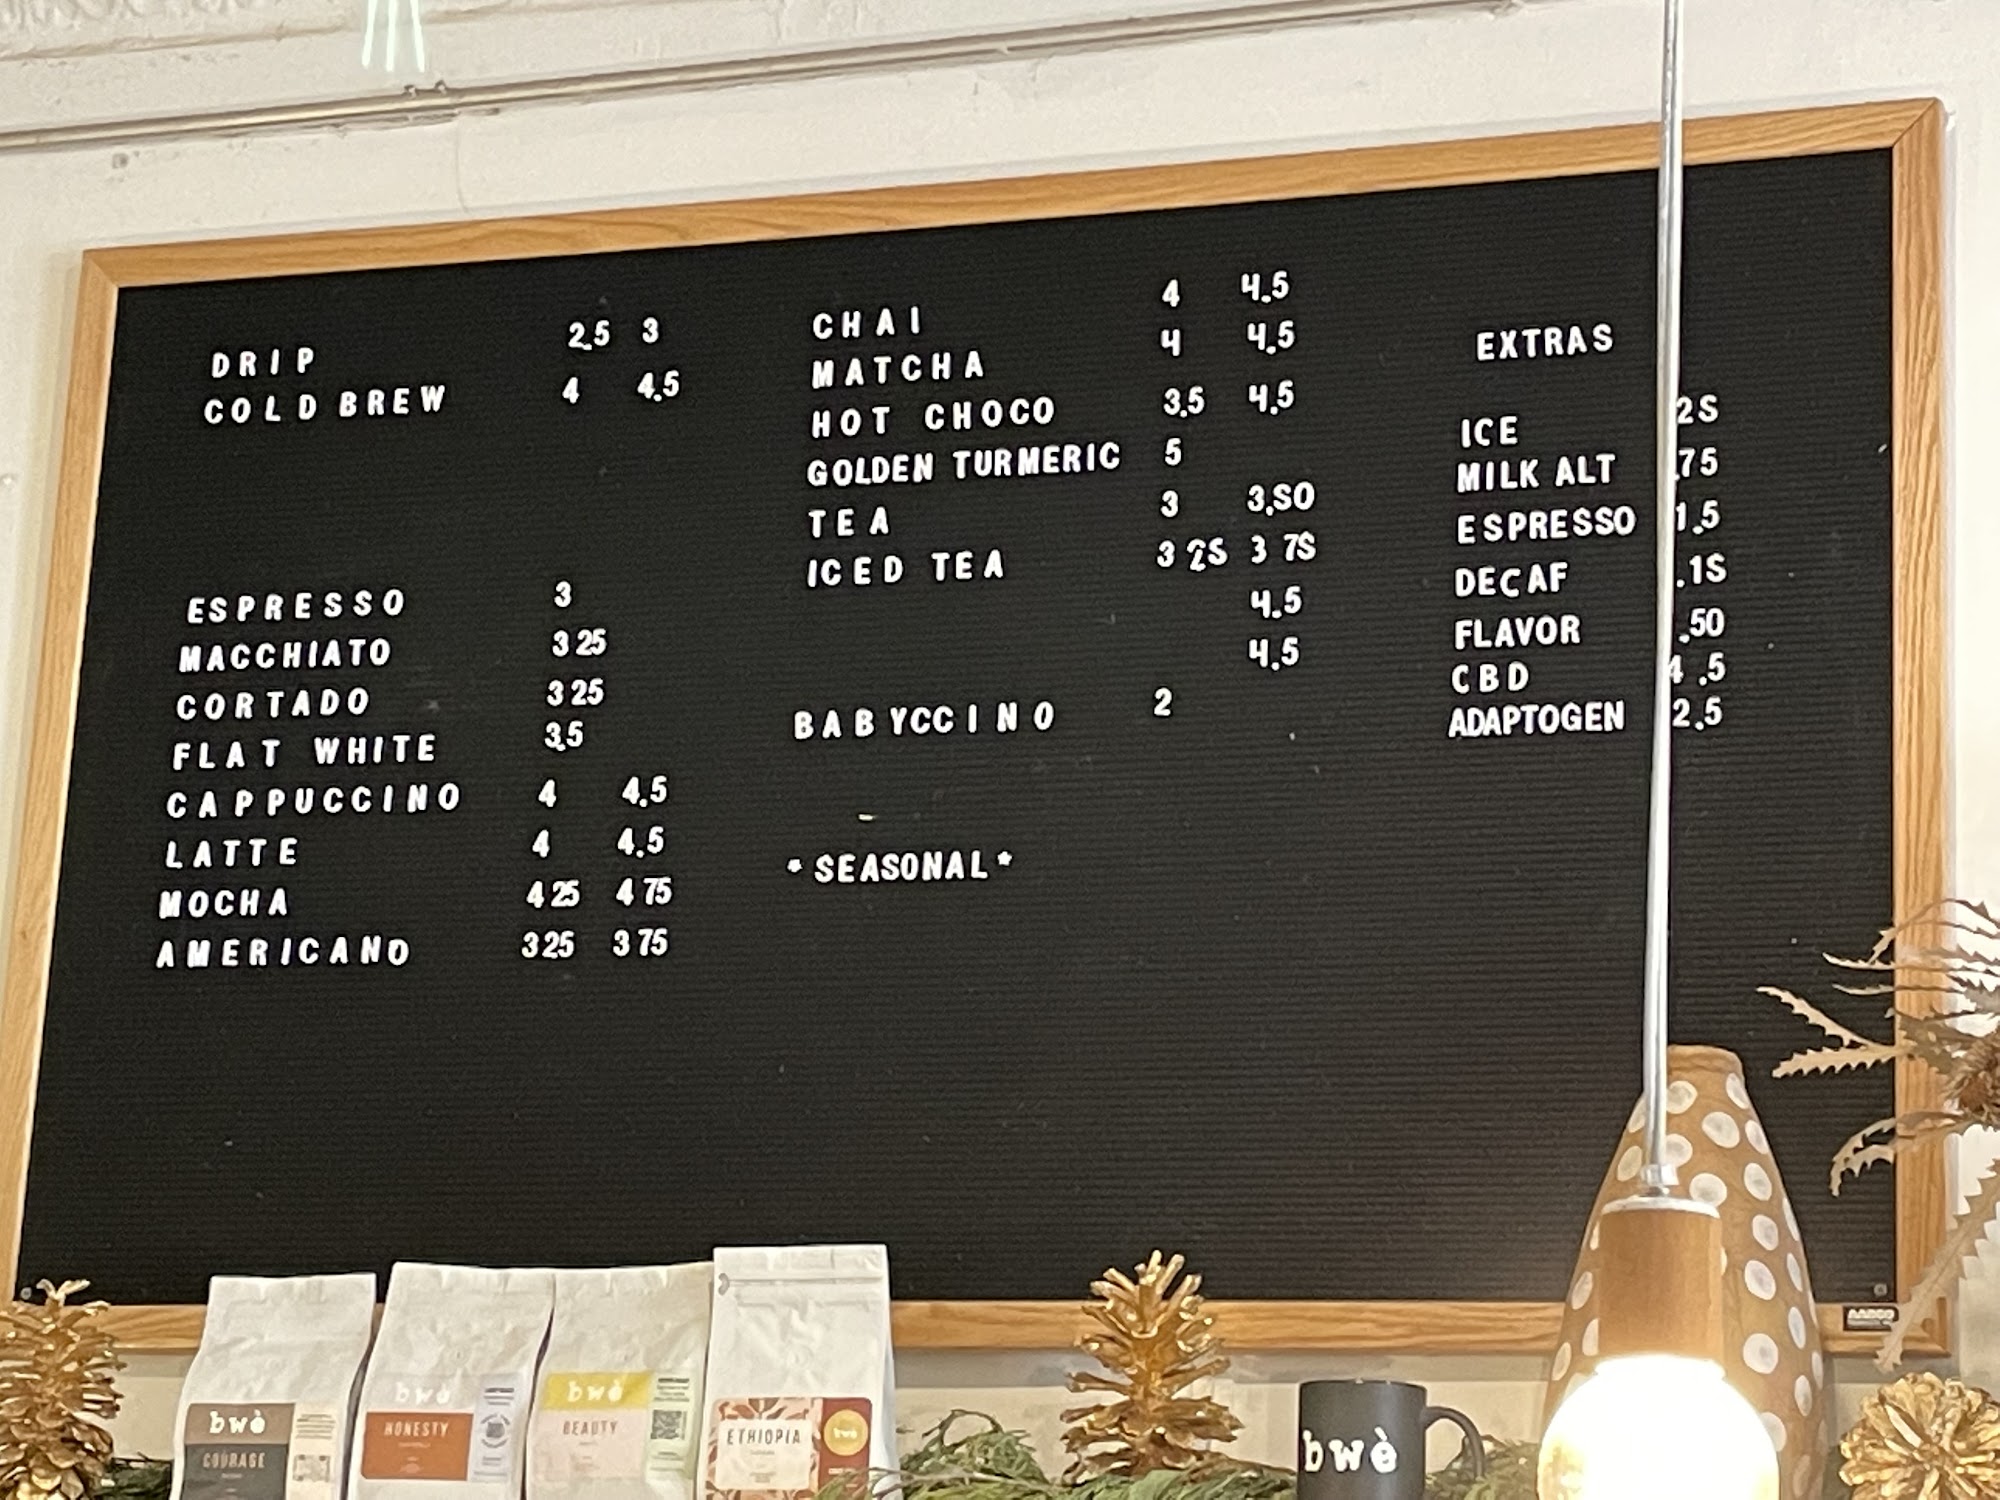 DRIP 2.5 3
COLD BREW 4 4.5
ESPRESSO 3
MACCHIATO 3 25
CORTADO 3 25
FLAT WHITE 3.5
CAPPUCCINO 4 4.5
LATTE 4 4.5
MOCHA 4 25 4 75
AMERICANO 3 25 3 75
CHAI 4 4.5
MATCHA 4 4.5
HOT CHOCO 3.5 4.5
GOLDEN TURMERIC 5
TEA 3 3.50
ICED TEA 3 25 3 75
4.5
4.5
BABYCCINO 2
*SEASONAL*
EXTRAS
ICE 25
MILK ALT .75
ESPRESSO 1.5
DECAF .15
FLAVOR .50
CBD 4 .5
ADAPTOGEN 2.5
bwè
COURAGE
bwè
HONESTY
bwè
BEAUTY
ETHIOPIA
bwè
bwè